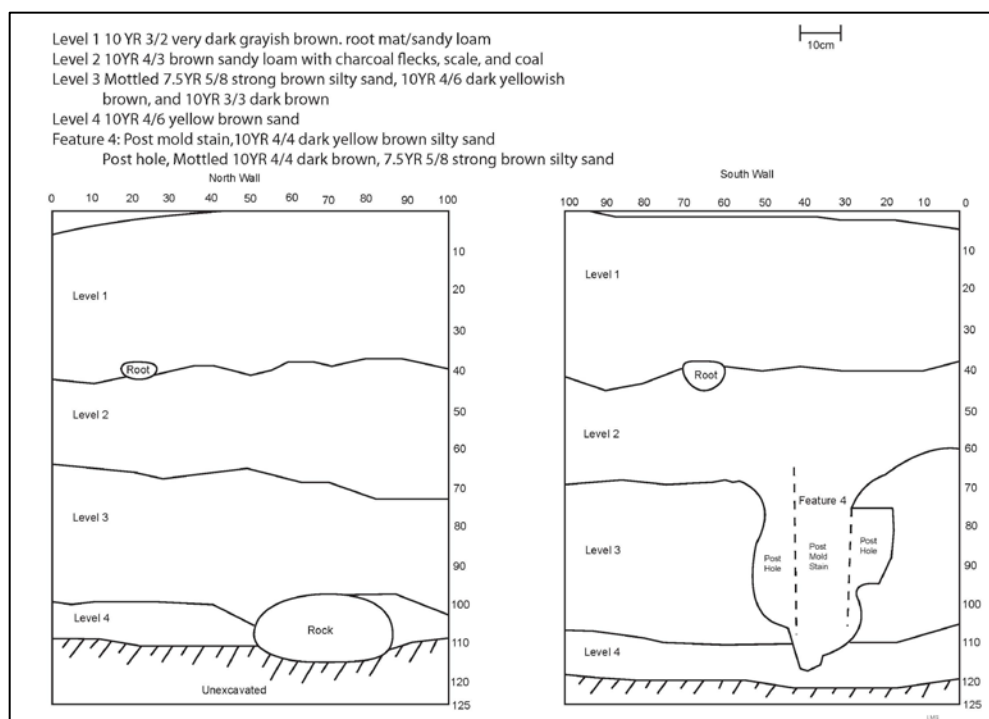 Level 1 10 YR 3/2 very dark grayish brown. root mat/sandy loam
Level 2 10YR 4/3 brown sandy loam with charcoal flecks, scale, and coal
Level 3 Mottled 7.5YR 5/8 strong brown silty sand, 10YR 4/6 dark yellowish
brown, and 10YR 3/3 dark brown
Level 4 10YR 4/6 yellow brown sand
Feature 4: Post mold stain,10YR 4/4 dark yellow brown silty sand
Post hole, Mottled 10YR 4/4 dark brown, 7.5YR 5/8 strong brown silty sand
10cm
North Wall
0 10 20 30 40 50 60 70 80 90 100
10
20
30
40
50
60
70
80
90
100
110
125
Level 1
Root
Level 2
Level 3
Level 4
Rock
Unexcavated
South Wall
100 90 80 70 60 50 40 30 20 10 0
10
20
30
40
50
60
70
80
90
100
110
120
125
Level 1
Root
Level 2
Feature 4
Level 3
Post
Hole
Post
Mold
Stain
Post
Hole
Level 4